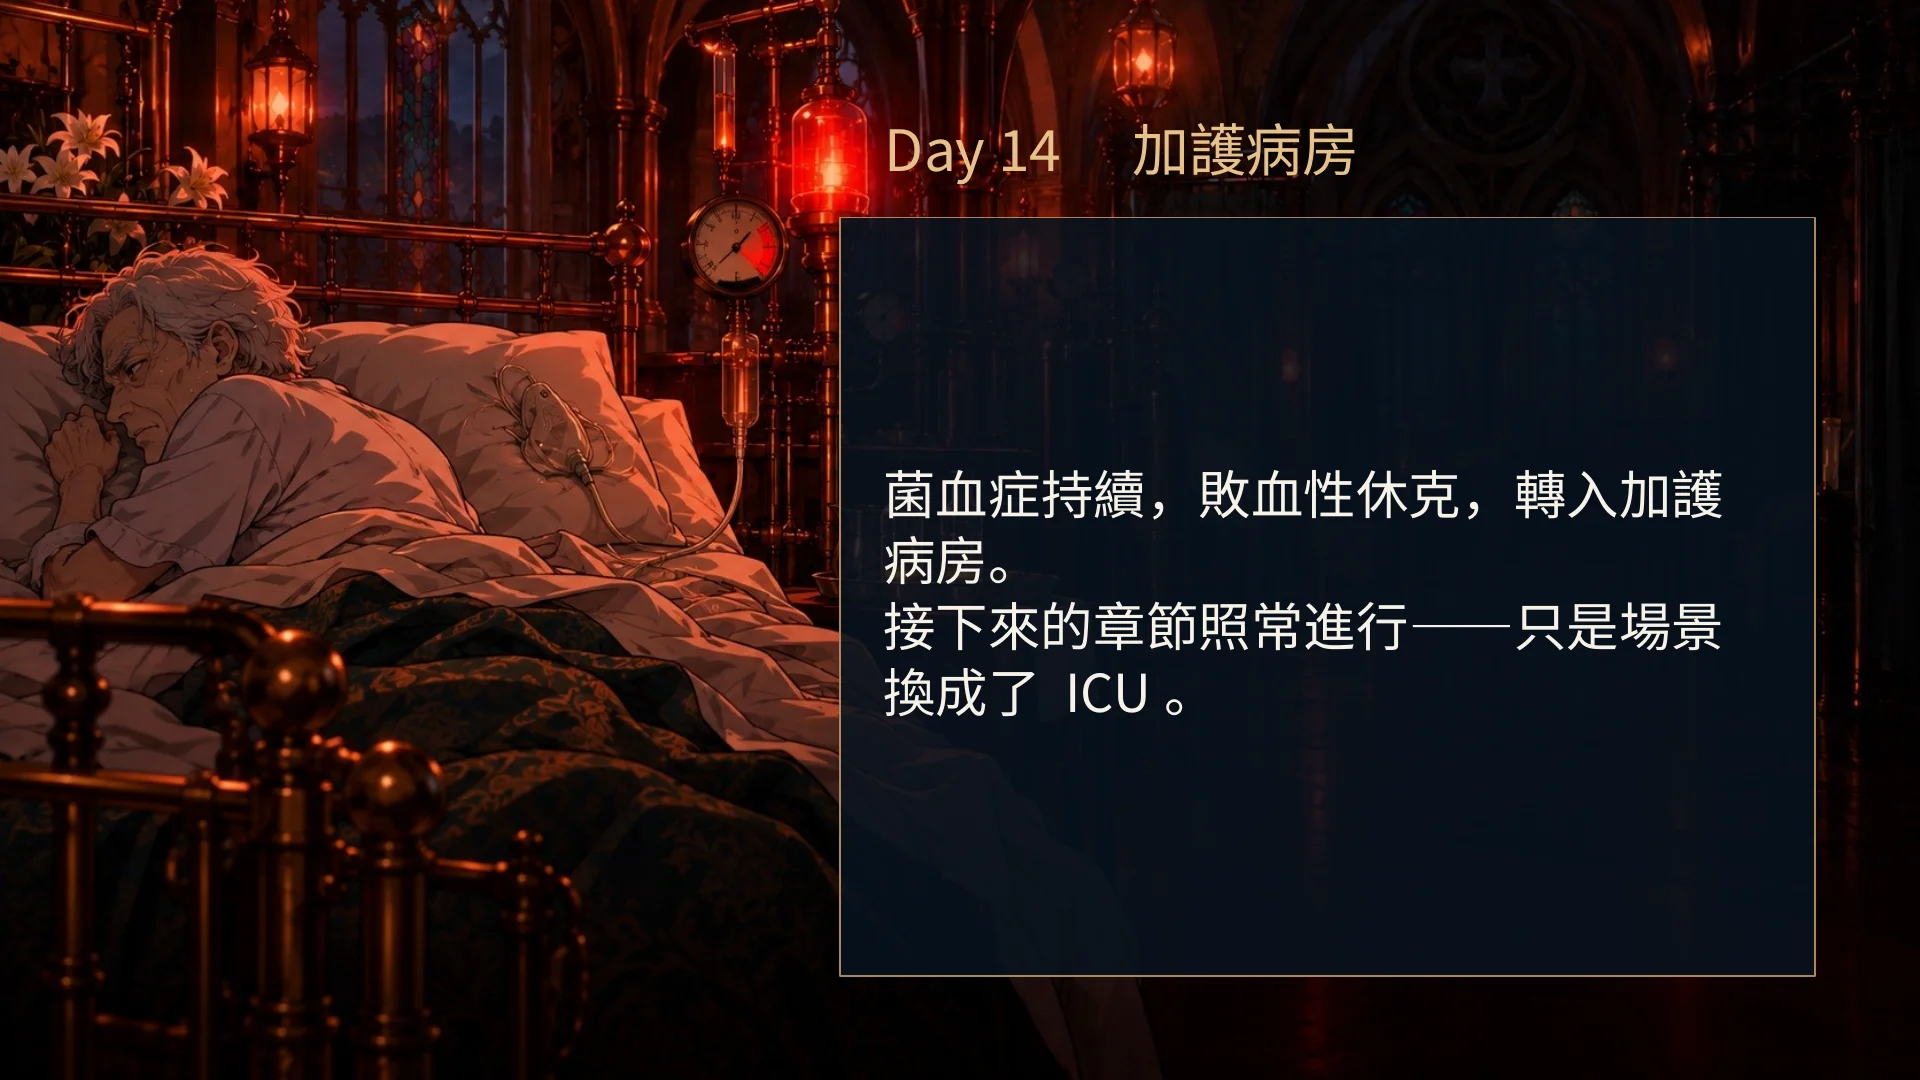 Day 14 加護病房
菌血症持續，敗血性休克，轉入加護
病房。
接下來的章節照常進行——只是場景
換成了 ICU。